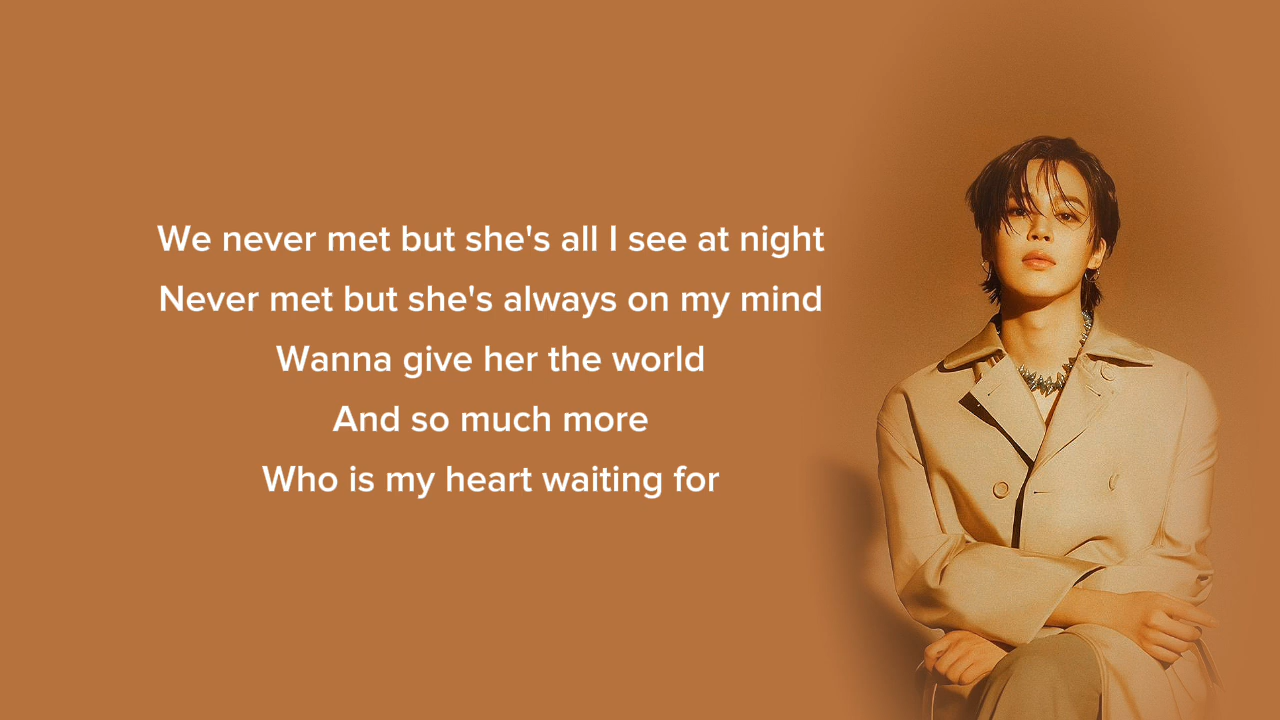 We never met but she's all I see at night
Never met but she's always on my mind
Wanna give her the world
And so much more
Who is my heart waiting for